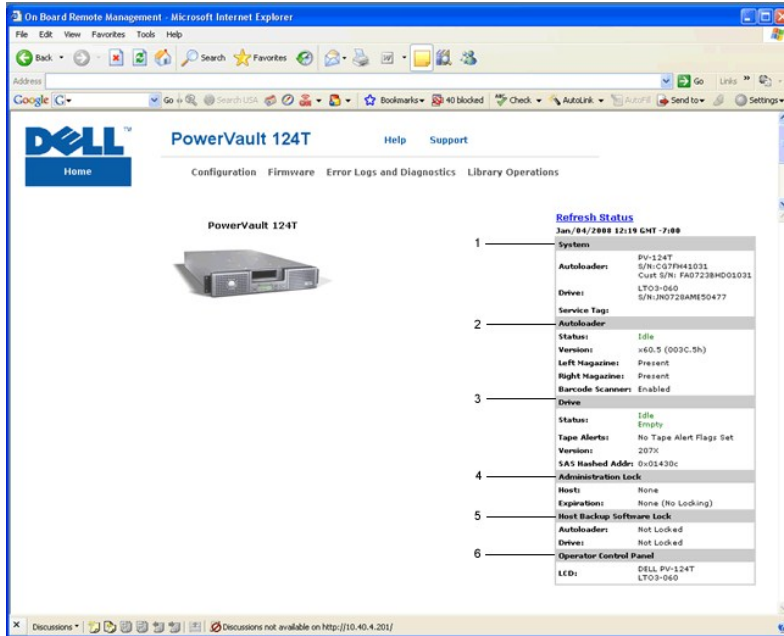 On Board Remote Management - Microsoft Internet Explorer
File Edit View Favorites Tools Help
Back Search Favorites
Address Go Links »
Google G Go Search USA Bookmarks 40 blocked Check AutoLink AutoFill Send to Settings
DELL™ PowerVault 124T Help Support
Home Configuration Firmware Error Logs and Diagnostics Library Operations
PowerVault 124T
Refresh Status
Jan/04/2008 12:19 GMT -7:00
1 System
Autoloader: PV-124T
S/N:CG7FH41031
Cust S/N: FA0723BHD01031
Drive: LTO3-060
S/N:JN0728AME50477
Service Tag:
2 Autoloader
Status: Idle
Version: x60.5 (003C.5h)
Left Magazine: Present
Right Magazine: Present
Barcode Scanner: Enabled
3 Drive
Status: Idle
Empty
Tape Alerts: No Tape Alert Flags Set
Version: 207X
SAS Hashed Addr: 0x01430c
4 Administration Lock
Host: None
Expiration: None (No Locking)
5 Host Backup Software Lock
Autoloader: Not Locked
Drive: Not Locked
6 Operator Control Panel
LCD: DELL PV-124T
LTO3-060
Discussions Discussions not available on http://10.40.4.201/